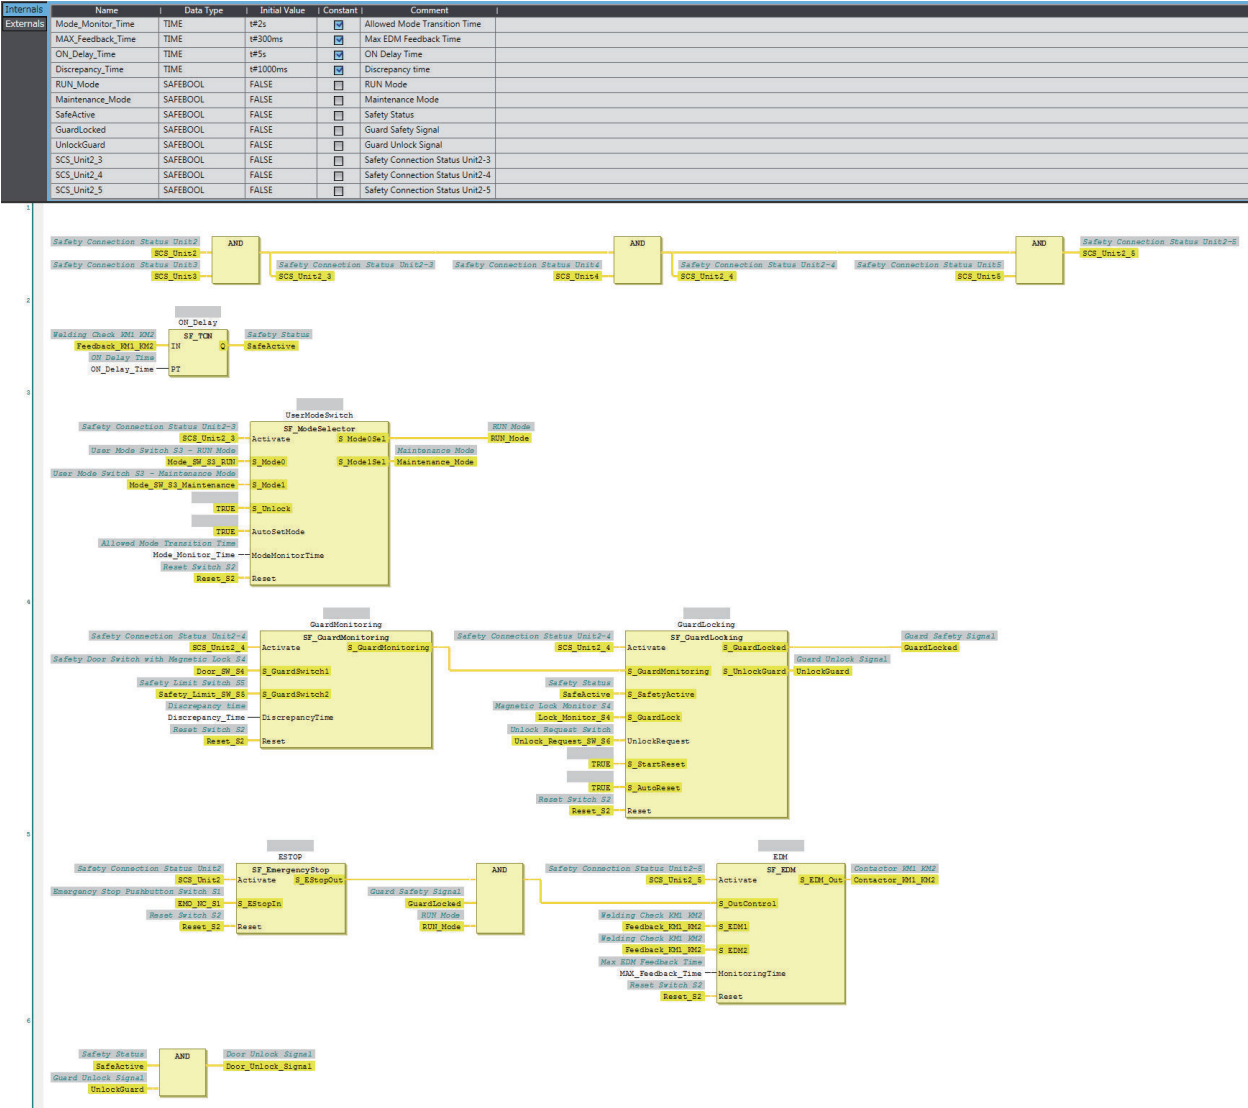 Internals
Externals
Name | Data Type | Initial Value | Constant | Comment |
Mode_Monitor_Time TIME t#2s Allowed Mode Transition Time
MAX_Feedback_Time TIME t#300ms Max EDM Feedback Time
ON_Delay_Time TIME t#5s ON Delay Time
Discrepancy_Time TIME t#1000ms Discrepancy time
RUN_Mode SAFEBOOL FALSE RUN Mode
Maintenance_Mode SAFEBOOL FALSE Maintenance Mode
SafeActive SAFEBOOL FALSE Safety Status
GuardLocked SAFEBOOL FALSE Guard Safety Signal
UnlockGuard SAFEBOOL FALSE Guard Unlock Signal
SCS_Unit2_3 SAFEBOOL FALSE Safety Connection Status Unit2-3
SCS_Unit2_4 SAFEBOOL FALSE Safety Connection Status Unit2-4
SCS_Unit2_5 SAFEBOOL FALSE Safety Connection Status Unit2-5
1
Safety Connection Status Unit2 AND AND AND Safety Connection Status Unit2-5
SCS_Unit2 SCS_Unit2_5
Safety Connection Status Unit3 Safety Connection Status Unit2-3 Safety Connection Status Unit4 Safety Connection Status Unit2-4 Safety Connection Status Unit5
SCS_Unit3 SCS_Unit2_3 SCS_Unit4 SCS_Unit2_4 SCS_Unit5
2
ON_Delay
Welding Check KM1 KM2 SF_TON Safety Status
Feedback_KM1_KM2 IN Q SafeActive
ON Delay Time
ON_Delay_Time PT
3
UserModeSwitch
Safety Connection Status Unit2-3 SF_ModeSelector RUN Mode
SCS_Unit2_3 Activate S_Mode0Sel RUN_Mode
User Mode Switch S3 - RUN Mode Maintenance Mode
Mode_SW_S3_RUN S_Mode0 S_Mode1Sel Maintenance_Mode
User Mode Switch S3 - Maintenance Mode
Mode_SW_S3_Maintenance S_Mode1
TRUE S_Unlock
TRUE AutoSetMode
Allowed Mode Transition Time
Mode_Monitor_Time ModeMonitorTime
Reset Switch S2
Reset_S2 Reset
4
GuardMonitoring GuardLocking
Safety Connection Status Unit2-4 SF_GuardMonitoring Safety Connection Status Unit2-4 SF_GuardLocking Guard Safety Signal
SCS_Unit2_4 Activate S_GuardMonitoring SCS_Unit2_4 Activate S_GuardLocked GuardLocked
Safety Door Switch with Magnetic Lock S4 Guard Unlock Signal
Door_SW_S4 S_GuardSwitch1 S_GuardMonitoring S_UnlockGuard UnlockGuard
Safety Limit Switch S5 Safety Status
Safety_Limit_SW_S5 S_GuardSwitch2 SafeActive S_SafetyActive
Discrepancy time Magnetic Lock Monitor S4
Discrepancy_Time DiscrepancyTime Lock_Monitor_S4 S_GuardLock
Reset Switch S2 Unlock Request Switch
Reset_S2 Reset Unlock_Request_SW_S6 UnlockRequest
TRUE S_StartReset
TRUE S_AutoReset
Reset Switch S2
Reset_S2 Reset
5
ESTOP EDM
Safety Connection Status Unit2 SF_EmergencyStop AND Safety Connection Status Unit2-5 SF_EDM Contactor KM1 KM2
SCS_Unit2 Activate S_EStopOut SCS_Unit2_5 Activate S_EDM_Out Contactor_KM1_KM2
Emergency Stop Pushbutton Switch S1 Guard Safety Signal
EMO_NC_S1 S_EStopIn GuardLocked S_OutControl
Reset Switch S2 RUN Mode Welding Check KM1 KM2
Reset_S2 Reset RUN_Mode Feedback_KM1_KM2 S_EDM1
Welding Check KM1 KM2
Feedback_KM1_KM2 S_EDM2
Max EDM Feedback Time
MAX_Feedback_Time MonitoringTime
Reset Switch S2
Reset_S2 Reset
6
Safety Status AND Door Unlock Signal
SafeActive Door_Unlock_Signal
Guard Unlock Signal
UnlockGuard